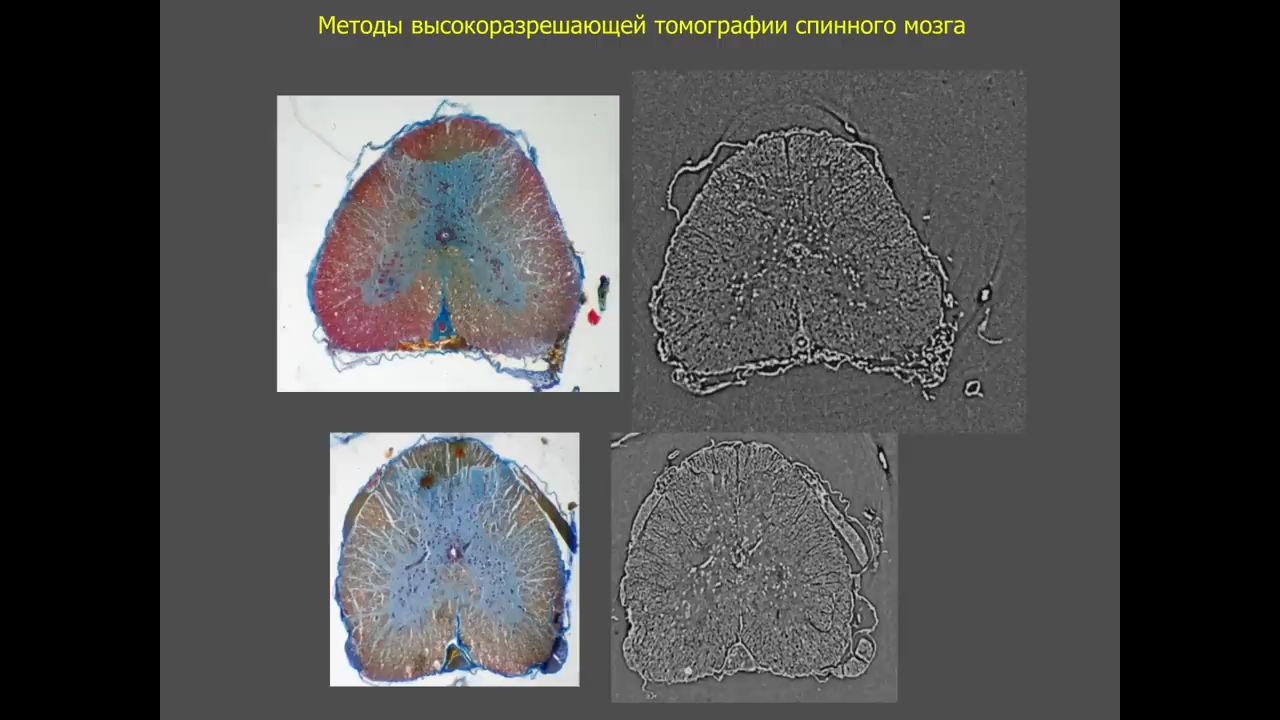 Методы высокоразрешающей томографии спинного мозга